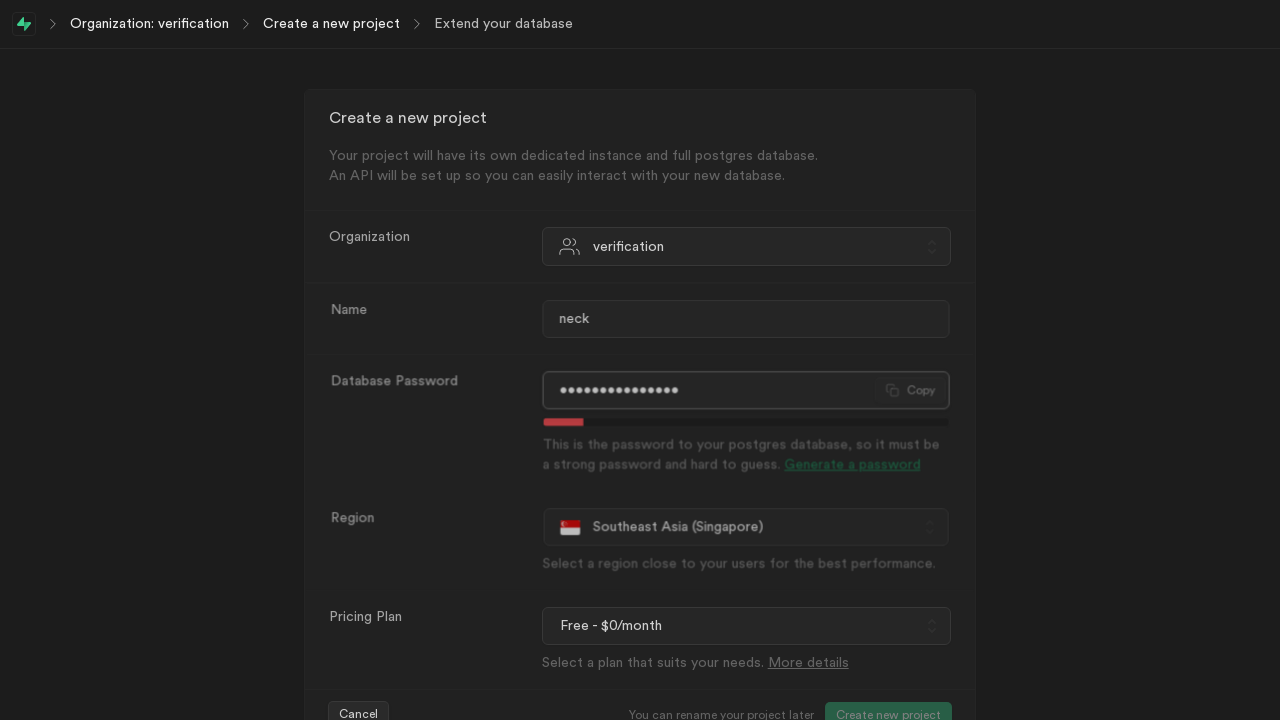 Organization: verification
Create a new project
Extend your database
Create a new project
Your project will have its own dedicated instance and full postgres database.
An API will be set up so you can easily interact with your new database.
Organization
verification
Name
neck
Database Password
•••••••••••••••
Copy
This is the password to your postgres database, so it must be
a strong password and hard to guess. Generate a password
Region
Southeast Asia (Singapore)
Select a region close to your users for the best performance.
Pricing Plan
Free - $0/month
Select a plan that suits your needs. More details
Cancel
You can rename your project later
Create new project